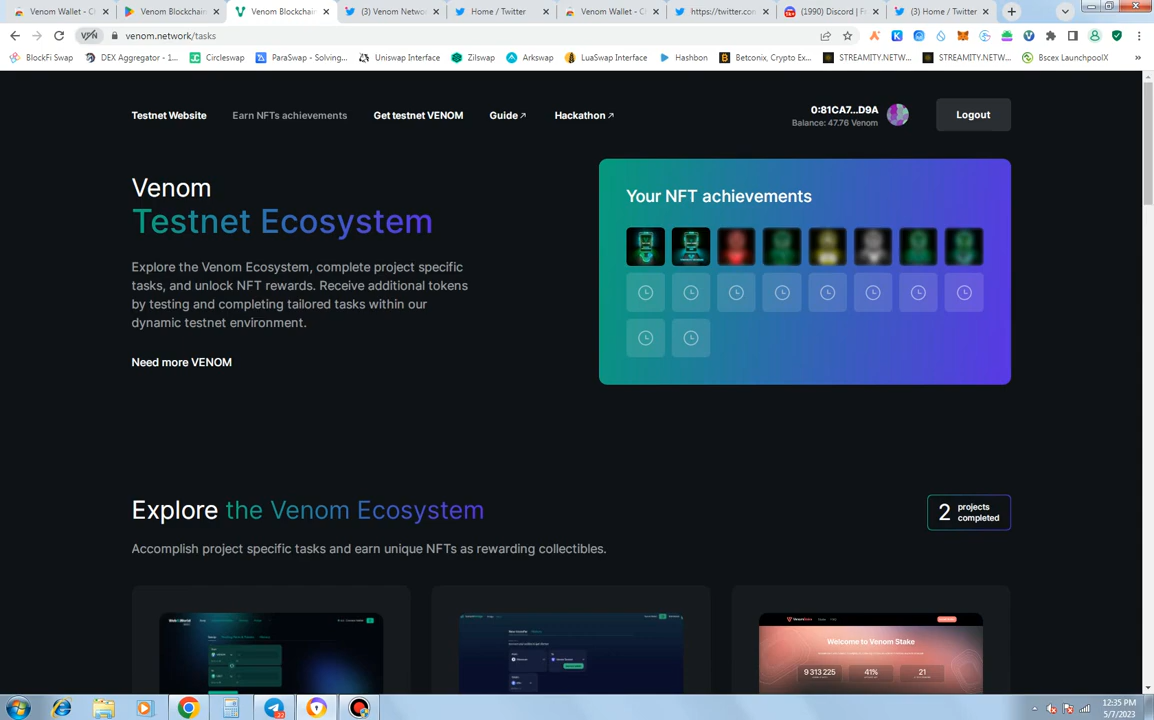 Venom Wallet - C
Venom Blockchain
Venom Blockchain
(3) Venom Netwo
Home / Twitter
Venom Wallet - C
https://twitter.co
(1990) Discord | F
(3) Home / Twitter
VPN
venom.network/tasks
BlockFi Swap
DEX Aggregator - 1...
Circleswap
ParaSwap - Solving...
Uniswap Interface
Zilswap
Arkswap
LuaSwap Interface
Hashbon
Betconix, Crypto Ex...
STREAMITY.NETW...
STREAMITY.NETW...
Bscex LaunchpoolX
»
Testnet Website
Earn NFTs achievements
Get testnet VENOM
Guide ↗
Hackathon ↗
0:81CA7...D9A
Balance: 47.76 Venom
Logout
Venom
Testnet Ecosystem
Explore the Venom Ecosystem, complete project specific
tasks, and unlock NFT rewards. Receive additional tokens
by testing and completing tailored tasks within our
dynamic testnet environment.
Need more VENOM
Your NFT achievements
Explore the Venom Ecosystem
2 projects
completed
Accomplish project specific tasks and earn unique NFTs as rewarding collectibles.
Welcome to Venom Stake
9 313 225
41%
21
12:35 PM
5/7/2023